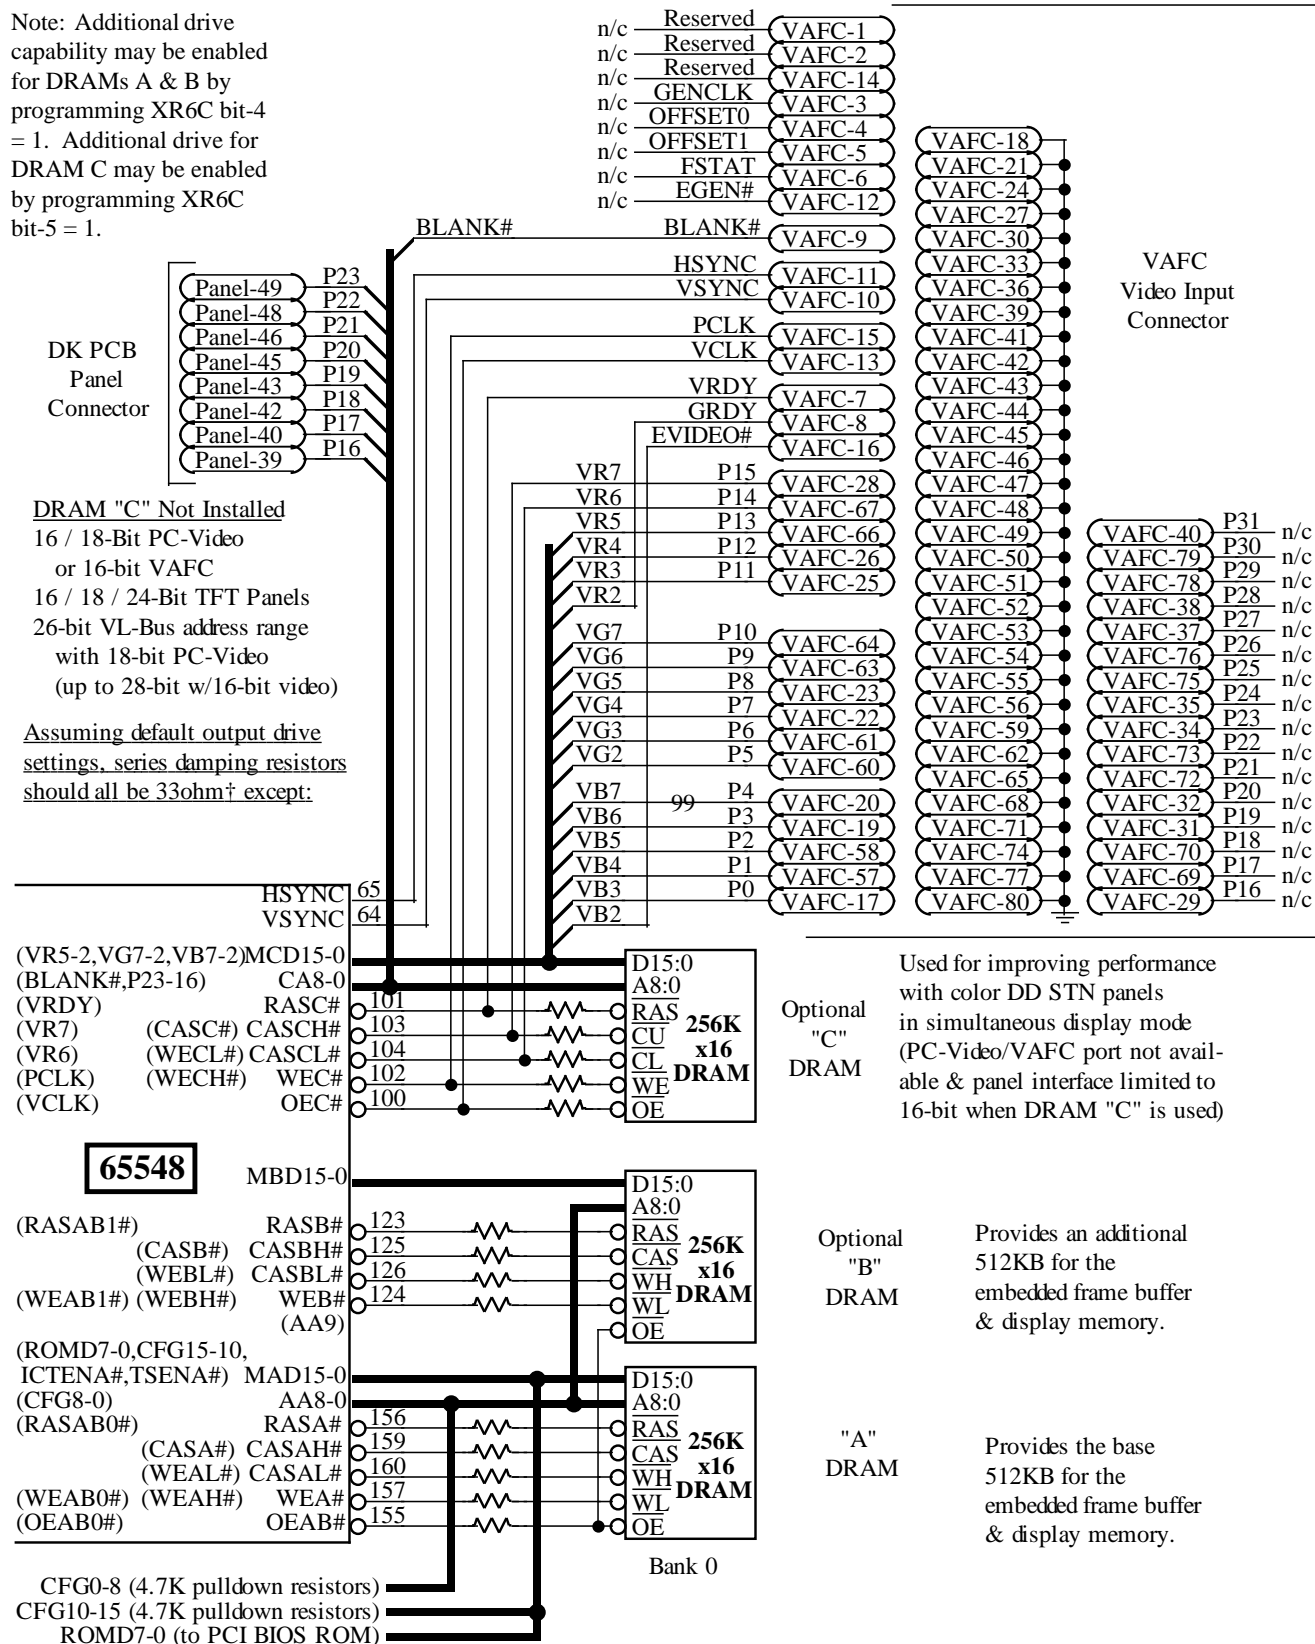 Note: Additional drive
capability may be enabled
for DRAMs A & B by
programming XR6C bit-4
= 1. Additional drive for
DRAM C may be enabled
by programming XR6C
bit-5 = 1.
n/c Reserved VAFC-1
n/c Reserved VAFC-2
n/c Reserved VAFC-14
n/c GENCLK VAFC-3
n/c OFFSET0 VAFC-4
n/c OFFSET1 VAFC-5
n/c FSTAT VAFC-6
n/c EGEN# VAFC-12
BLANK# BLANK# VAFC-9
HSYNC VAFC-11
VSYNC VAFC-10
PCLK VAFC-15
VCLK VAFC-13
VRDY VAFC-7
GRDY VAFC-8
EVIDEO# VAFC-16
VR7 P15 VAFC-28
VR6 P14 VAFC-67
VR5 P13 VAFC-66
VR4 P12 VAFC-26
VR3 P11 VAFC-25
VR2
VG7 P10 VAFC-64
VG6 P9 VAFC-63
VG5 P8 VAFC-23
VG4 P7 VAFC-22
VG3 P6 VAFC-61
VG2 P5 VAFC-60
VB7 99 P4 VAFC-20
VB6 P3 VAFC-19
VB5 P2 VAFC-58
VB4 P1 VAFC-57
VB3 P0 VAFC-17
VB2
VAFC-18
VAFC-21
VAFC-24
VAFC-27
VAFC-30
VAFC-33
VAFC-36
VAFC-39
VAFC-41
VAFC-42
VAFC-43
VAFC-44
VAFC-45
VAFC-46
VAFC-47
VAFC-48
VAFC-49
VAFC-50
VAFC-51
VAFC-52
VAFC-53
VAFC-54
VAFC-55
VAFC-56
VAFC-59
VAFC-62
VAFC-65
VAFC-68
VAFC-71
VAFC-74
VAFC-77
VAFC-80
VAFC
Video Input
Connector
VAFC-40 P31 n/c
VAFC-79 P30 n/c
VAFC-78 P29 n/c
VAFC-38 P28 n/c
VAFC-37 P27 n/c
VAFC-76 P26 n/c
VAFC-75 P25 n/c
VAFC-35 P24 n/c
VAFC-34 P23 n/c
VAFC-73 P22 n/c
VAFC-72 P21 n/c
VAFC-32 P20 n/c
VAFC-31 P19 n/c
VAFC-70 P18 n/c
VAFC-69 P17 n/c
VAFC-29 P16 n/c
DK PCB
Panel
Connector
Panel-49 P23
Panel-48 P22
Panel-46 P21
Panel-45 P20
Panel-43 P19
Panel-42 P18
Panel-40 P17
Panel-39 P16
DRAM "C" Not Installed
16 / 18-Bit PC-Video
or 16-bit VAFC
16 / 18 / 24-Bit TFT Panels
26-bit VL-Bus address range
with 18-bit PC-Video
(up to 28-bit w/16-bit video)
Assuming default output drive
settings, series damping resistors
should all be 33ohm† except:
HSYNC 65
VSYNC 64
(VR5-2,VG7-2,VB7-2)MCD15-0
(BLANK#,P23-16) CA8-0
(VRDY) RASC# 101
(VR7) (CASC#) CASCH# 103
(VR6) (WECL#) CASCL# 104
(PCLK) (WECH#) WEC# 102
(VCLK) OEC# 100
D15:0
A8:0
RAS
CU
CL
WE
OE
256K
x16
DRAM
Optional
"C"
DRAM
Used for improving performance
with color DD STN panels
in simultaneous display mode
(PC-Video/VAFC port not avail-
able & panel interface limited to
16-bit when DRAM "C" is used)
65548
MBD15-0
(RASAB1#) RASB# 123
(CASB#) CASBH# 125
(WEBL#) CASBL# 126
(WEAB1#) (WEBH#) WEB# 124
(AA9)
D15:0
A8:0
RAS
CAS
WH
WL
OE
256K
x16
DRAM
Optional
"B"
DRAM
Provides an additional
512KB for the
embedded frame buffer
& display memory.
(ROMD7-0,CFG15-10,
ICTENA#,TSENA#) MAD15-0
(CFG8-0) AA8-0
(RASAB0#) RASA# 156
(CASA#) CASAH# 159
(WEAL#) CASAL# 160
(WEAB0#) (WEAH#) WEA# 157
(OEAB0#) OEAB# 155
D15:0
A8:0
RAS
CAS
WH
WL
OE
256K
x16
DRAM
Bank 0
"A"
DRAM
Provides the base
512KB for the
embedded frame buffer
& display memory.
CFG0-8 (4.7K pulldown resistors)
CFG10-15 (4.7K pulldown resistors)
ROMD7-0 (to PCI BIOS ROM)